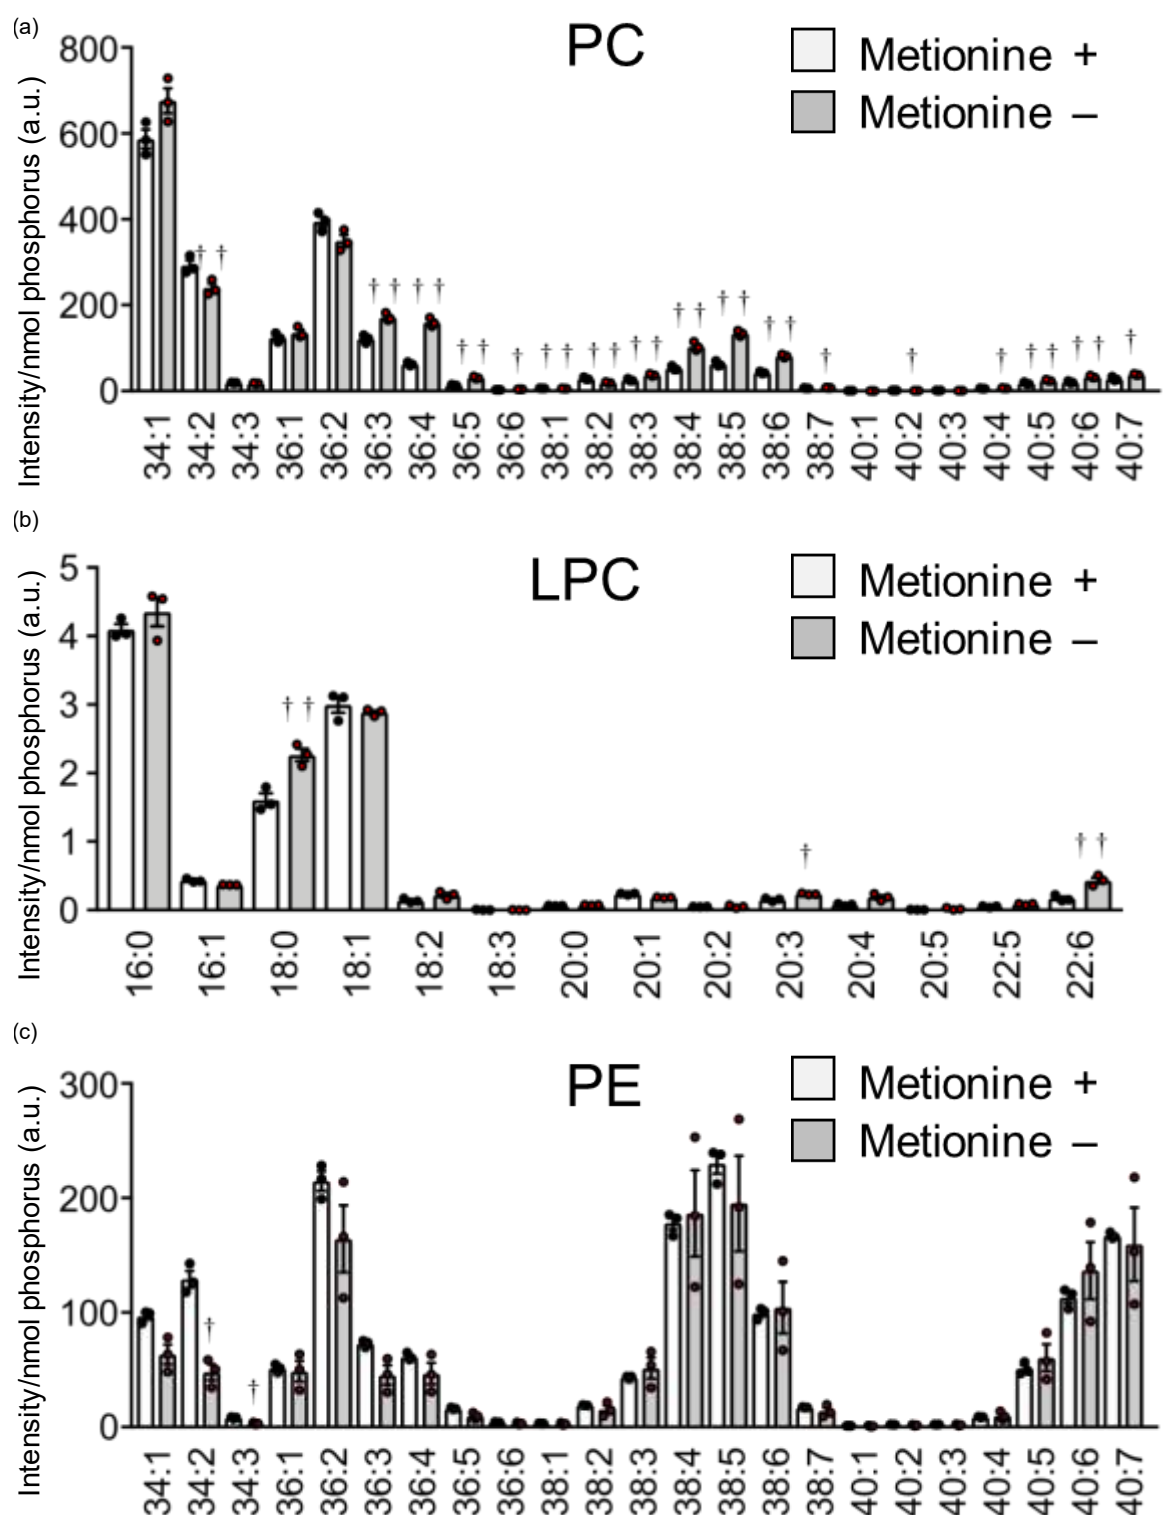 (a)
PC
Metionine +
Metionine –
Intensity/nmol phosphorus (a.u.)
800
600
400
200
0
† † † † † † † † † † † † † † † † † † † † † † † † † † † † †
34:1 34:2 34:3 36:1 36:2 36:3 36:4 36:5 36:6 38:1 38:2 38:3 38:4 38:5 38:6 38:7 40:1 40:2 40:3 40:4 40:5 40:6 40:7
(b)
LPC
Metionine +
Metionine –
Intensity/nmol phosphorus (a.u.)
5
4
3
2
1
0
† † † † †
16:0 16:1 18:0 18:1 18:2 18:3 20:0 20:1 20:2 20:3 20:4 20:5 22:5 22:6
(c)
PE
Metionine +
Metionine –
Intensity/nmol phosphorus (a.u.)
300
200
100
0
† †
34:1 34:2 34:3 36:1 36:2 36:3 36:4 36:5 36:6 38:1 38:2 38:3 38:4 38:5 38:6 38:7 40:1 40:2 40:3 40:4 40:5 40:6 40:7